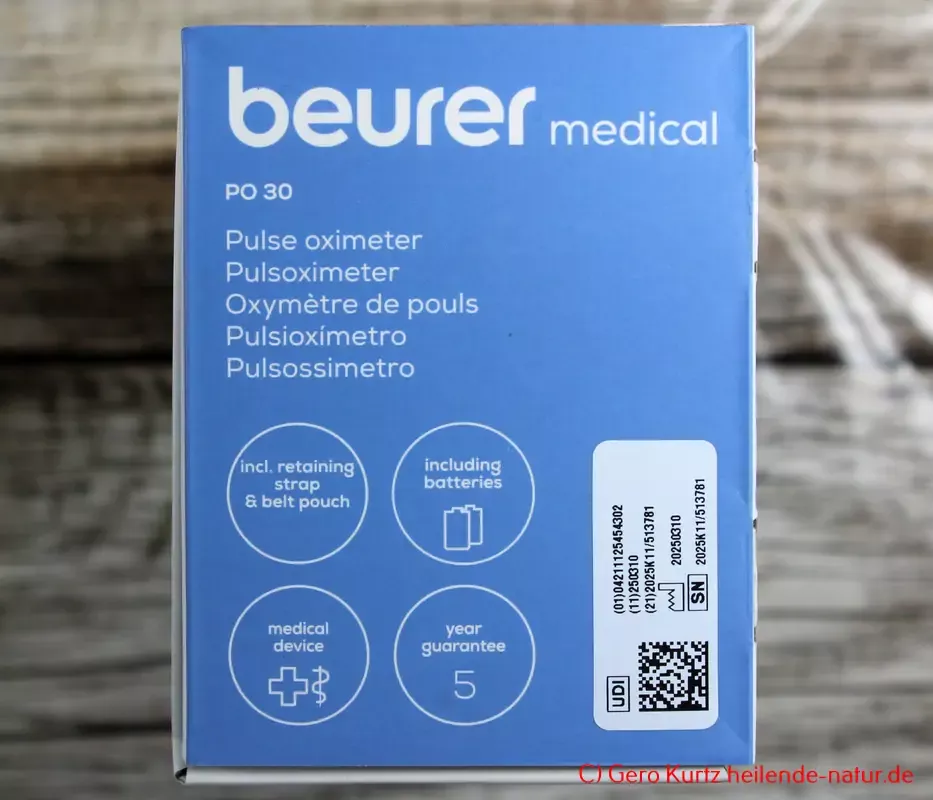 beurer medical
PO 30
Pulse oximeter
Pulsoximeter
Oxymètre de pouls
Pulsioxímetro
Pulsossimetro
incl. retaining
strap
& belt pouch
including
batteries
medical
device
year
guarantee
5
(01)04211125454302
(11)250310
(21)2025K11/513781
20250310
SN 2025K11/513781
UDI
C) Gero Kurtz heilende-natur.de